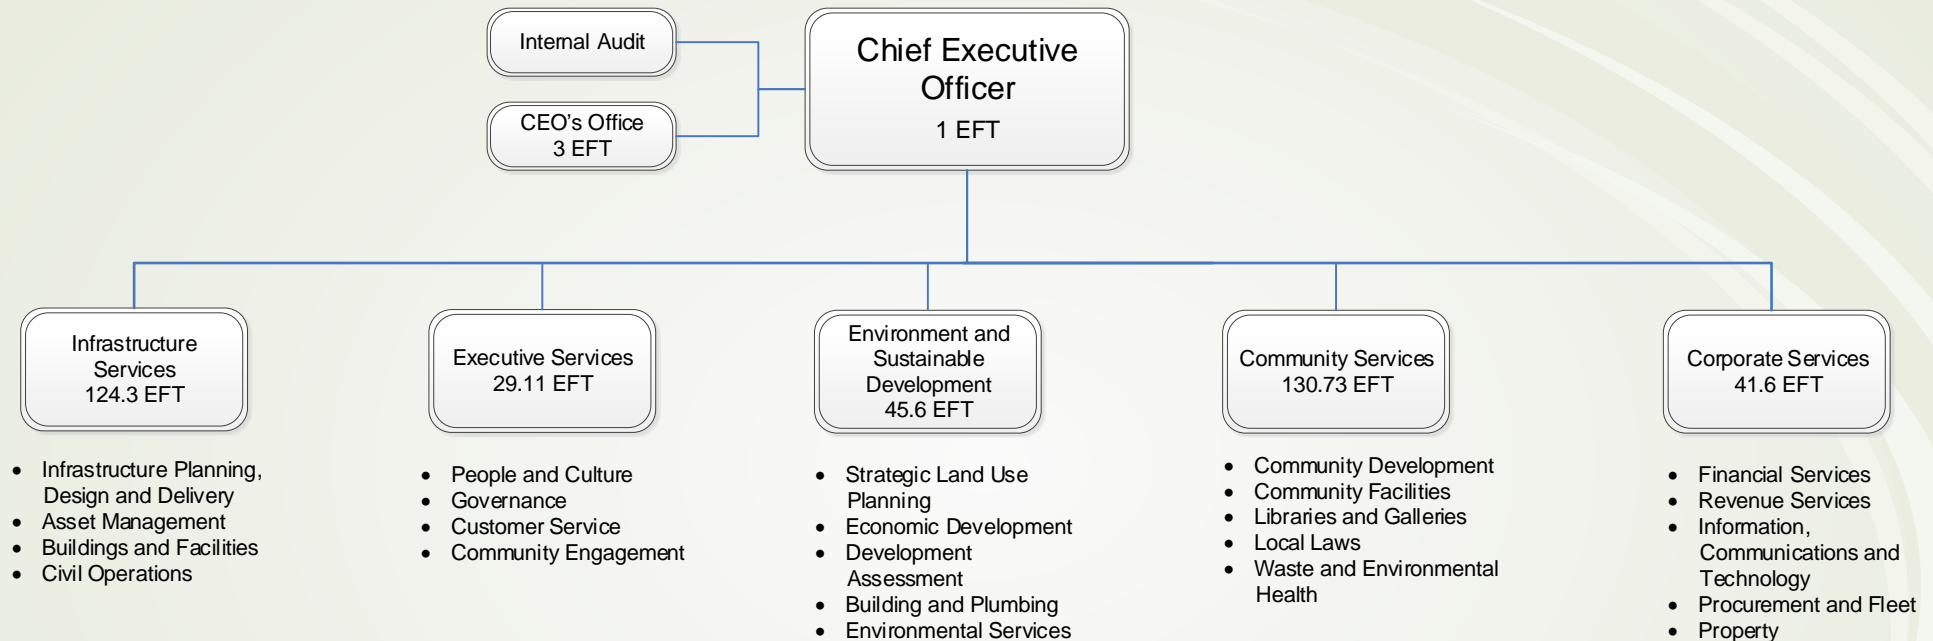 Internal Audit
CEO's Office
3 EFT
Chief Executive
Officer
1 EFT
Infrastructure
Services
124.3 EFT
• Infrastructure Planning,
Design and Delivery
• Asset Management
• Buildings and Facilities
• Civil Operations
Executive Services
29.11 EFT
• People and Culture
• Governance
• Customer Service
• Community Engagement
Environment and
Sustainable
Development
45.6 EFT
• Strategic Land Use
Planning
• Economic Development
• Development
Assessment
• Building and Plumbing
• Environmental Services
Community Services
130.73 EFT
• Community Development
• Community Facilities
• Libraries and Galleries
• Local Laws
• Waste and Environmental
Health
Corporate Services
41.6 EFT
• Financial Services
• Revenue Services
• Information,
Communications and
Technology
• Procurement and Fleet
• Property